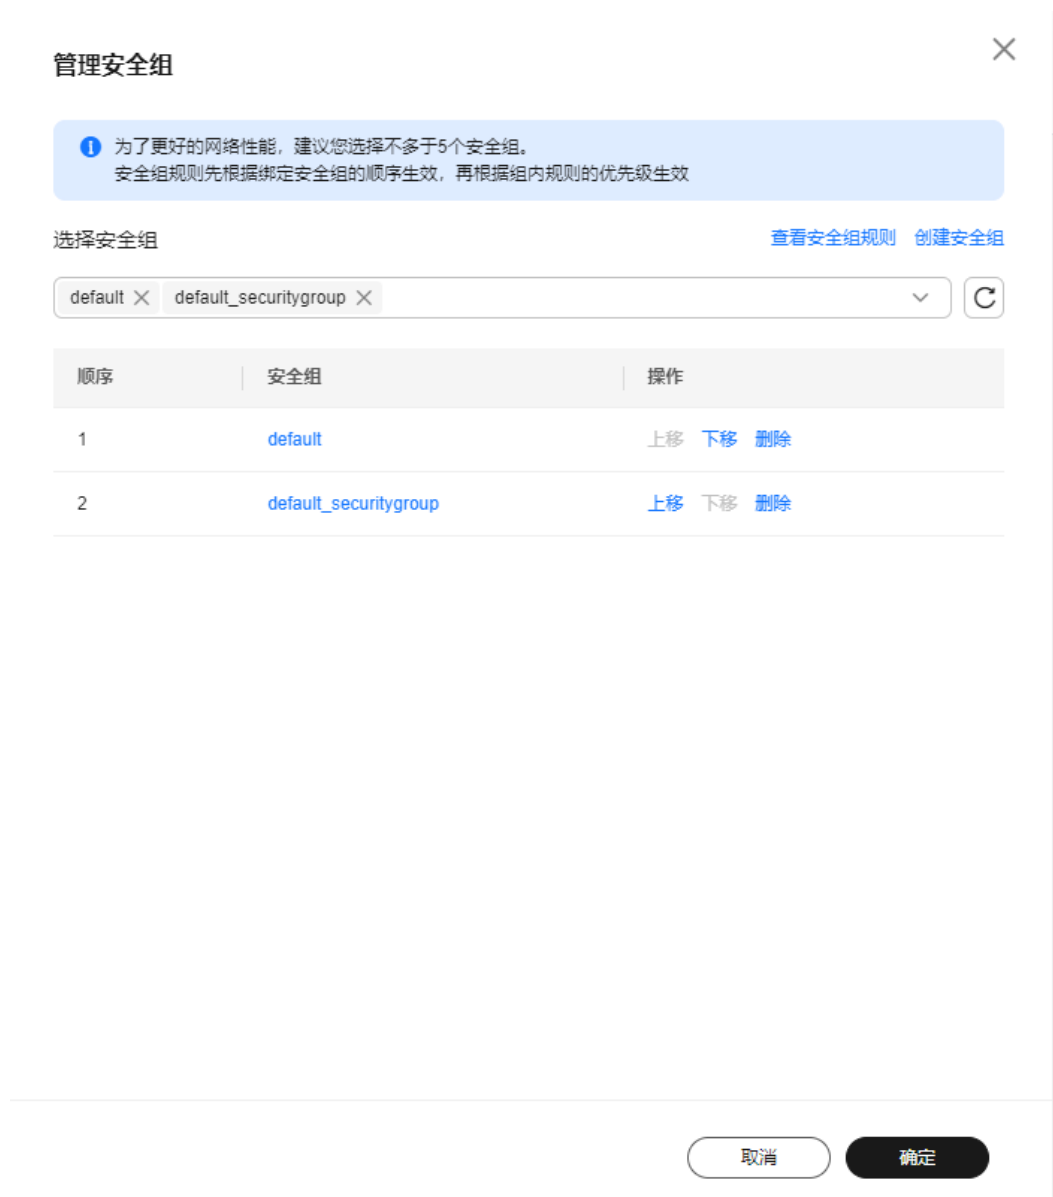 管理安全组
为了更好的网络性能，建议您选择不多于5个安全组。
安全组规则先根据绑定安全组的顺序生效，再根据组内规则的优先级生效
选择安全组 查看安全组规则 创建安全组
default default_securitygroup
顺序 安全组 操作
1 default 上移 下移 删除
2 default_securitygroup 上移 下移 删除
取消 确定